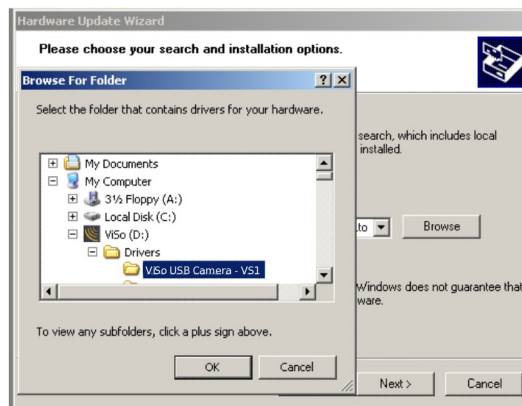 Hardware Update Wizard
Please choose your search and installation options.
Browse For Folder
Select the folder that contains drivers for your hardware.
search, which includes local
installed.
My Documents
My Computer
3½ Floppy (A:)
Local Disk (C:)
ViSo (D:)
Drivers
ViSo USB Camera - VS1
Browse
Windows does not guarantee that
ware.
To view any subfolders, click a plus sign above.
OK
Cancel
Next >
Cancel